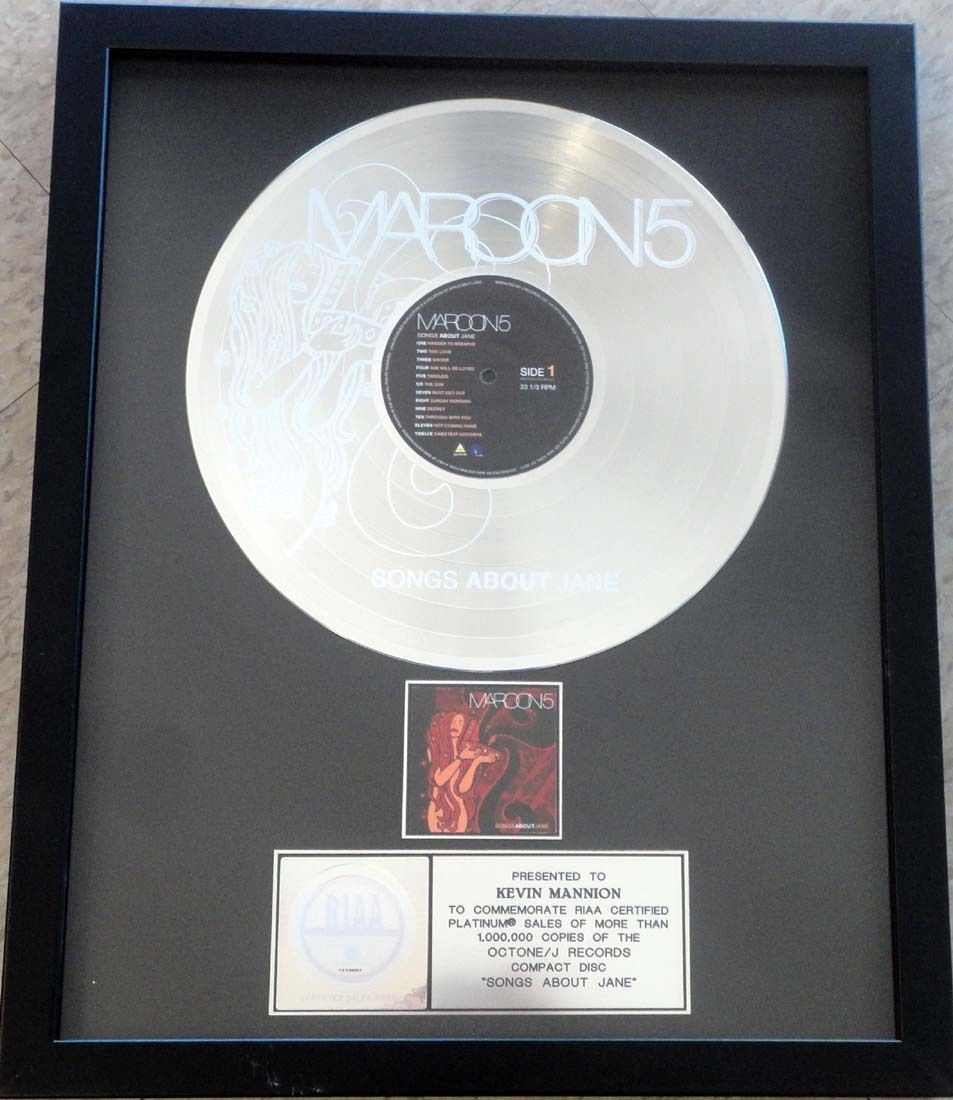 MAROON5
MAROON5
SONGS ABOUT JANE
ONE HARDER TO BREATHE
TWO THIS LOVE
THREE SHIVER
FOUR SHE WILL BE LOVED
FIVE TANGLED
SIX THE SUN
SEVEN MUST GET OUT
EIGHT SUNDAY MORNING
NINE SECRET
TEN THROUGH WITH YOU
ELEVEN NOT COMING HOME
TWELVE SWEETEST GOODBYE
SIDE 1
33 1/3 RPM
SONGS ABOUT JANE
MAROON5
SONGSABOUTJANE
RIAA
PRESENTED TO
KEVIN MANNION
TO COMMEMORATE RIAA CERTIFIED
PLATINUM® SALES OF MORE THAN
1,000,000 COPIES OF THE
OCTONE/J RECORDS
COMPACT DISC
"SONGS ABOUT JANE"